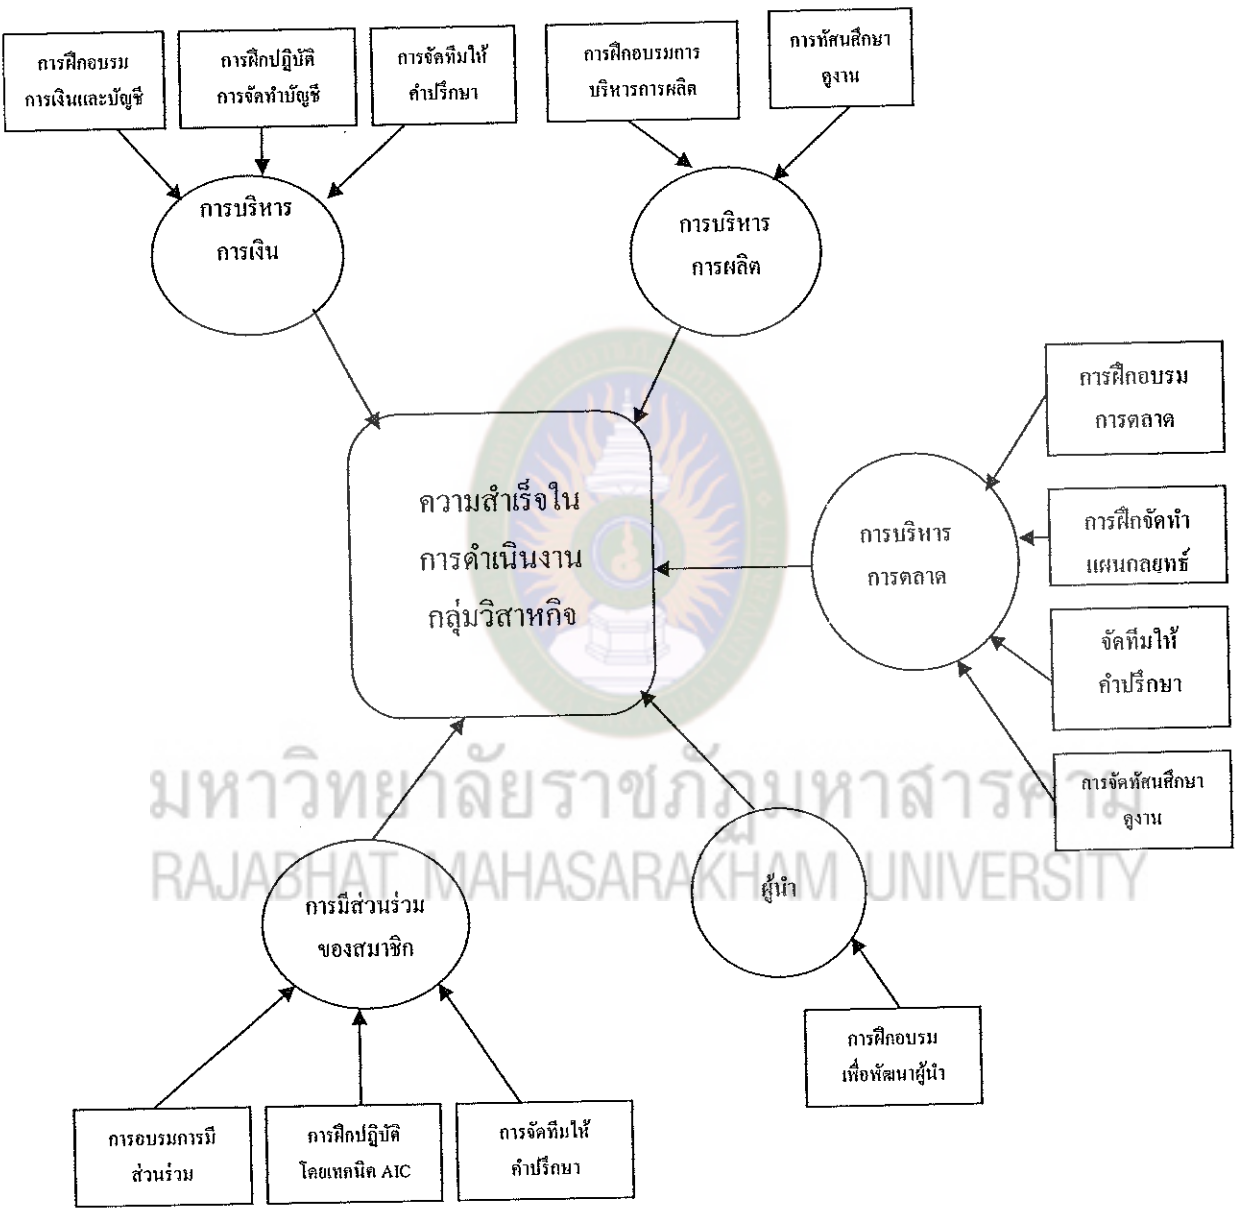 การฝึกอบรม
การเงินและบัญชี
การฝึกปฏิบัติ
การจัดทำบัญชี
การจัดทีมให้
คำปรึกษา
การฝึกอบรมการ
บริหารการผลิต
การทัศนศึกษา
ดูงาน
การบริหาร
การเงิน
การบริหาร
การผลิต
การฝึกอบรม
การตลาด
ความสำเร็จใน
การดำเนินงาน
กลุ่มวิสาหกิจ
การบริหาร
การตลาด
การฝึกจัดทำ
แผนกลยุทธ์
จัดทีมให้
คำปรึกษา
การจัดทัศนศึกษา
ดูงาน
มหาวิทยาลัยราชภัฏมหาสารคาม
RAJABHAT MAHASARAKHAM UNIVERSITY
การมีส่วนร่วม
ของสมาชิก
ผู้นำ
การฝึกอบรม
เพื่อพัฒนาผู้นำ
การอบรมการมี
ส่วนร่วม
การฝึกปฏิบัติ
โดยเทคนิค AIC
การจัดทีมให้
คำปรึกษา